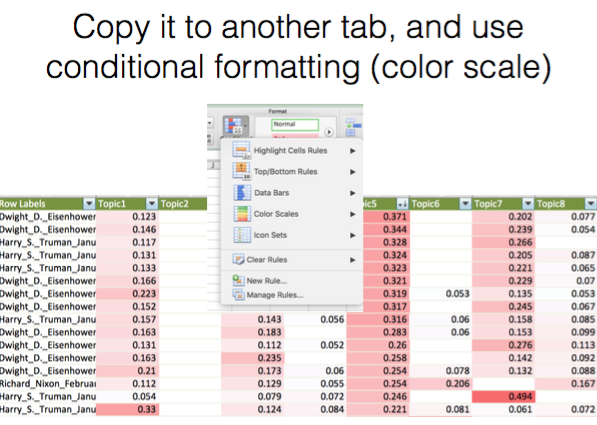 Copy it to another tab, and use
conditional formatting (color scale)
Format
Normal
Highlight Cells Rules
Top/Bottom Rules
Data Bars
Color Scales
Icon Sets
Clear Rules
New Rule...
Manage Rules...
Row Labels Topic1 Topic2 ic5 Topic6 Topic7 Topic8
Dwight_D._Eisenhower 0.123 0.371 0.202 0.077
Dwight_D._Eisenhower 0.146 0.344 0.239 0.054
Harry_S._Truman_Janu 0.117 0.328 0.266
Harry_S._Truman_Janu 0.131 0.324 0.205 0.087
Harry_S._Truman_Janu 0.133 0.323 0.221 0.065
Dwight_D._Eisenhower 0.166 0.321 0.229 0.07
Dwight_D._Eisenhower 0.223 0.319 0.053 0.135 0.053
Dwight_D._Eisenhower 0.152 0.317 0.245 0.067
Harry_S._Truman_Janu 0.157 0.143 0.056 0.316 0.06 0.158 0.085
Dwight_D._Eisenhower 0.163 0.183 0.283 0.06 0.153 0.099
Dwight_D._Eisenhower 0.131 0.112 0.052 0.26 0.276 0.113
Dwight_D._Eisenhower 0.163 0.235 0.258 0.142 0.092
Dwight_D._Eisenhower 0.21 0.173 0.06 0.254 0.078 0.132 0.088
Richard_Nixon_Februar 0.112 0.129 0.055 0.254 0.206 0.167
Harry_S._Truman_Janu 0.054 0.079 0.072 0.246 0.494
Harry_S._Truman_Janu 0.33 0.124 0.084 0.221 0.081 0.061 0.072